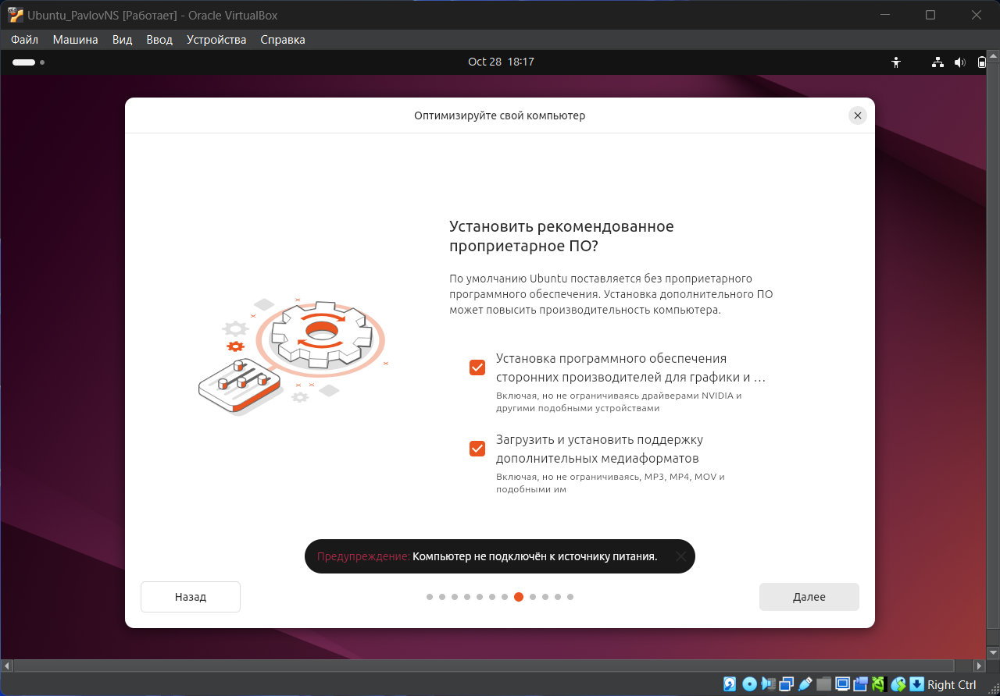 Ubuntu_PavlovNS [Работает] - Oracle VirtualBox
Файл Машина Вид Ввод Устройства Справка
Oct 28 18:17
Оптимизируйте свой компьютер
Установить рекомендованное
проприетарное ПО?
По умолчанию Ubuntu поставляется без проприетарного
программного обеспечения. Установка дополнительного ПО
может повысить производительность компьютера.
Установка программного обеспечения
сторонних производителей для графики и …
Включая, но не ограничиваясь драйверами NVIDIA и
другими подобными устройствами
Загрузить и установить поддержку
дополнительных медиаформатов
Включая, но не ограничиваясь, MP3, MP4, MOV и
подобными им
Предупреждение: Компьютер не подключён к источнику питания.
Назад
Далее
Right Ctrl